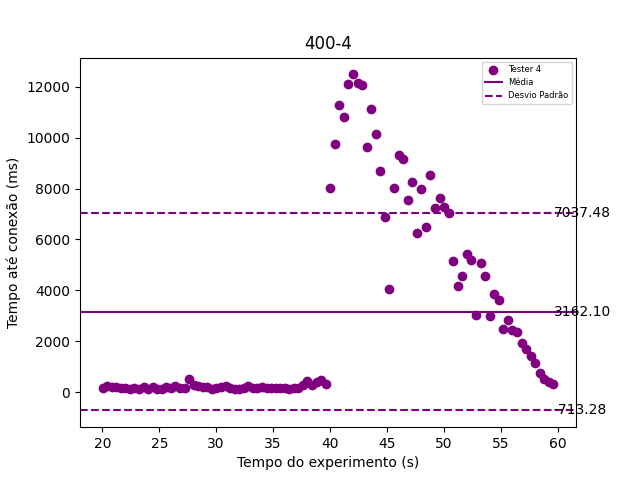 400-4
Tester 4
Média
Desvio Padrão
Tempo até conexão (ms)
12000
10000
8000
6000
4000
2000
0
7037.48
3162.10
-713.28
20 25 30 35 40 45 50 55 60
Tempo do experimento (s)